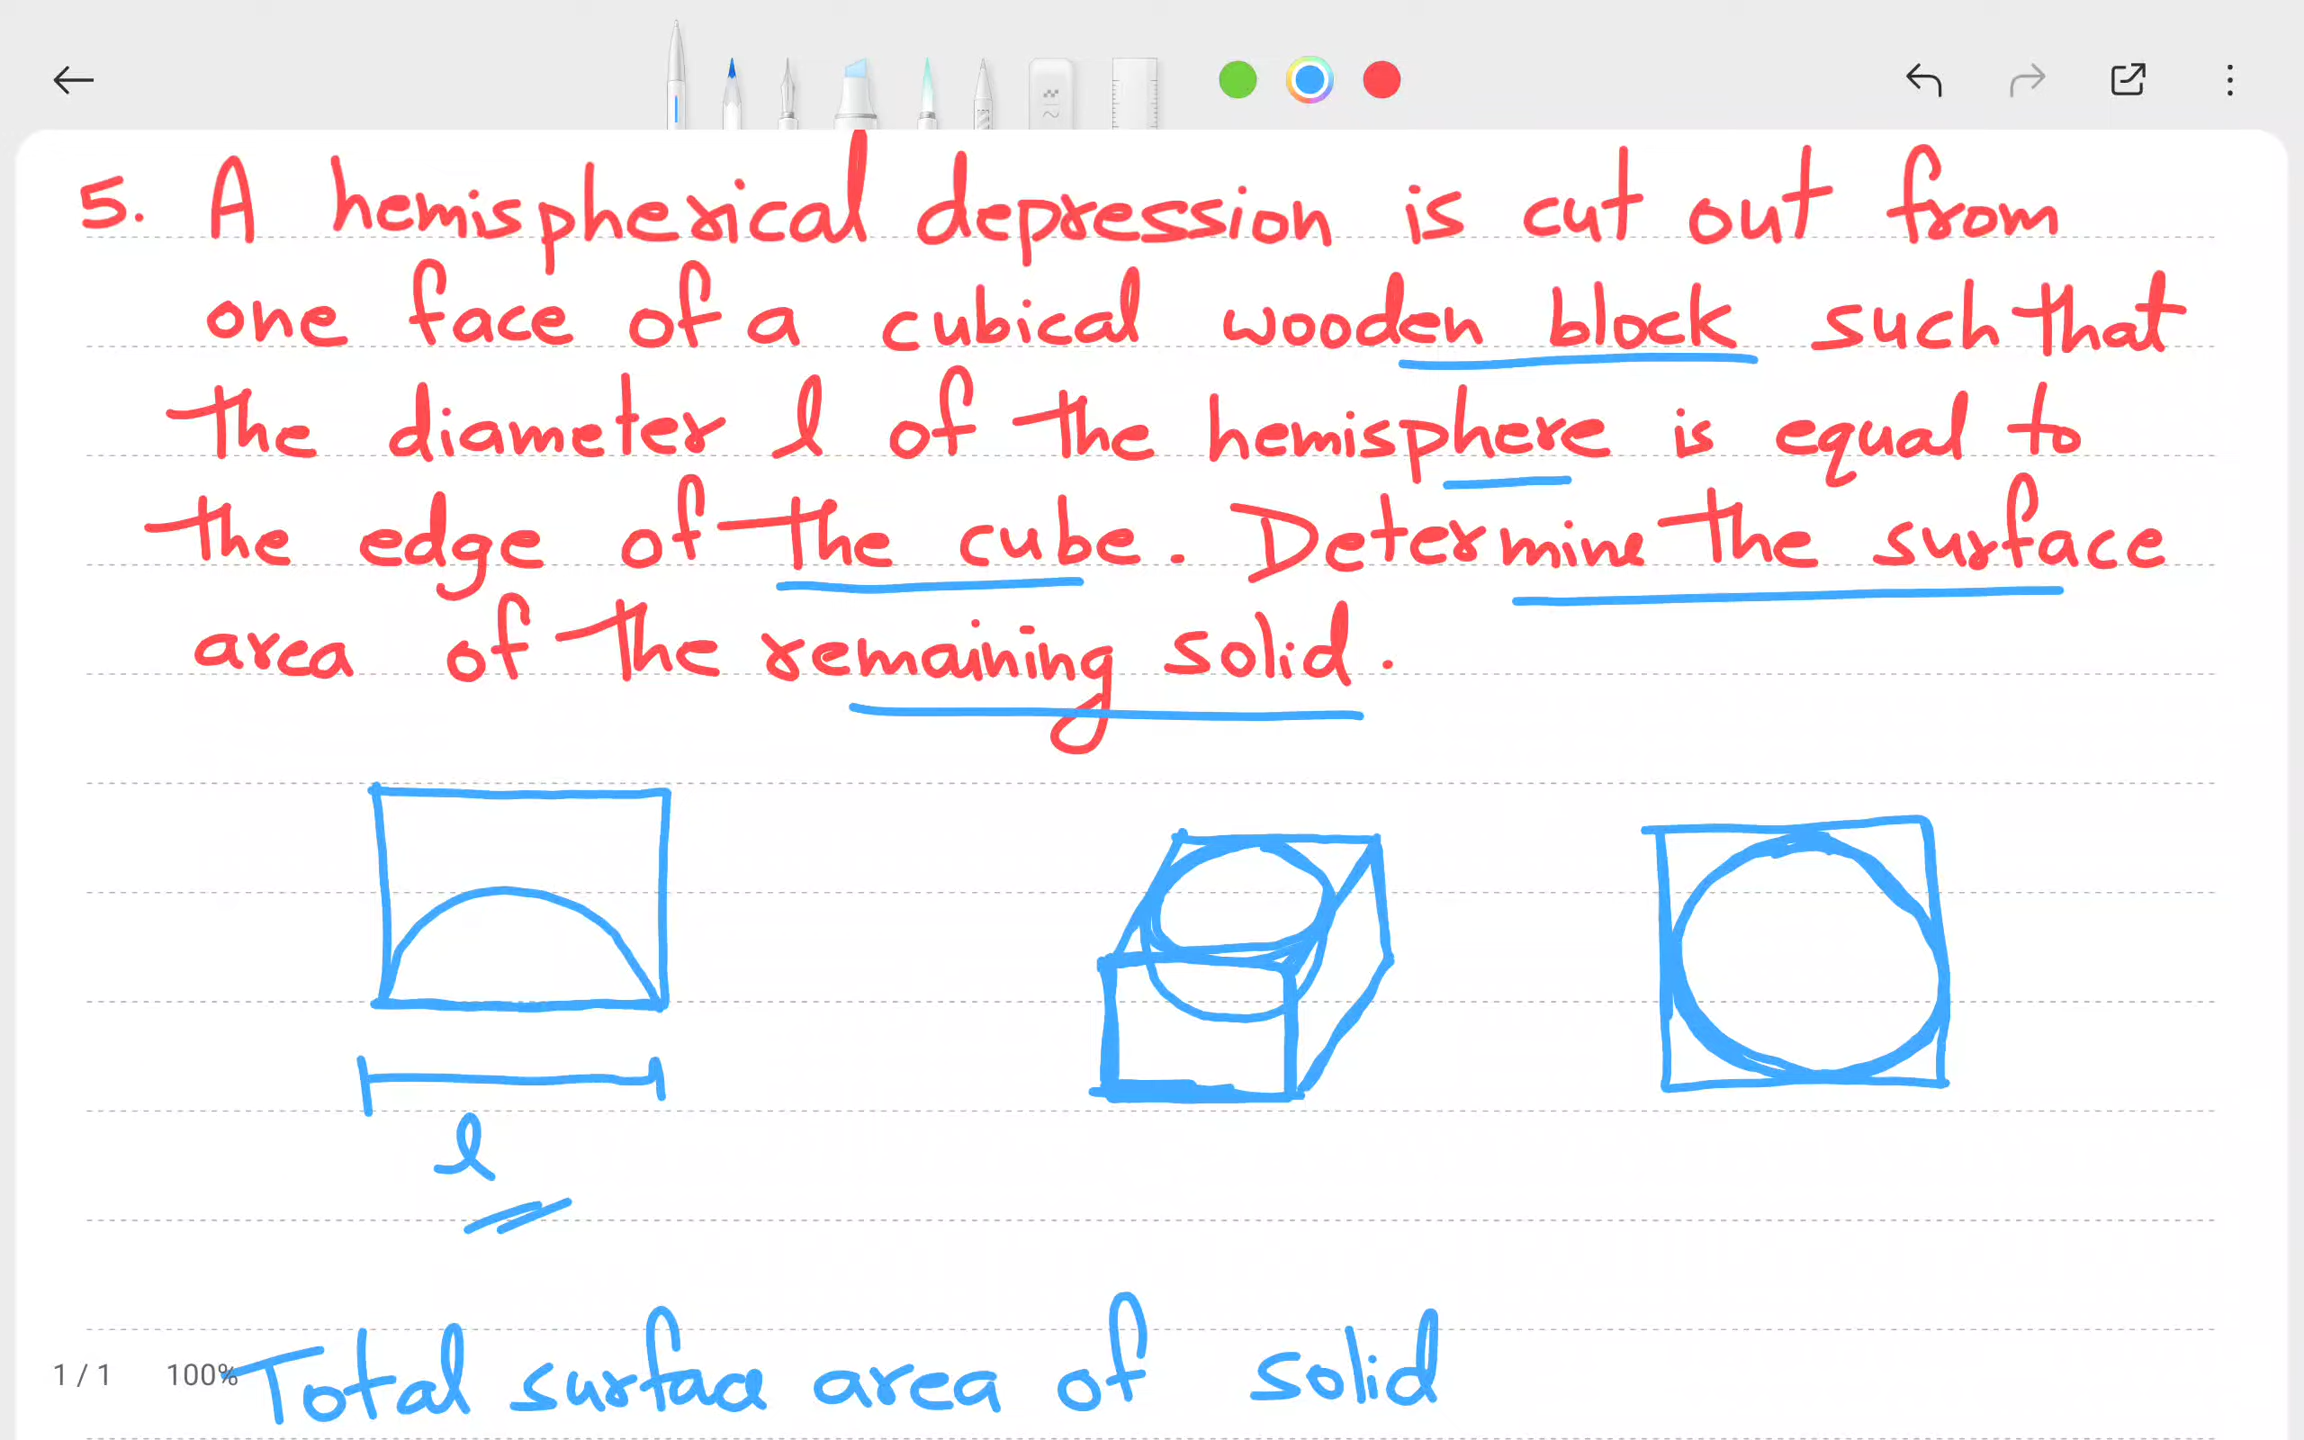 5. A hemispherical depression is cut out from
one face of a cubical wooden block such that
the diameter l of the hemisphere is equal to
the edge of the cube. Determine the surface
area of the remaining solid.
l
1 / 1 100%
Total surface area of solid